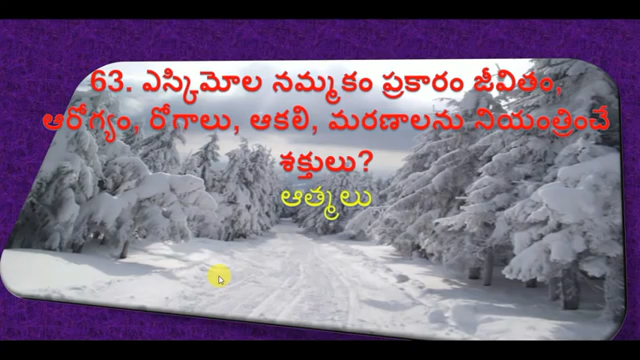 63. ఎస్కిమోల నమ్మకం ప్రకారం జీవితం,
ఆరోగ్యం, రోగాలు, ఆకలి, మరణాలను నియంత్రించే
శక్తులు?
ఆత్మలు